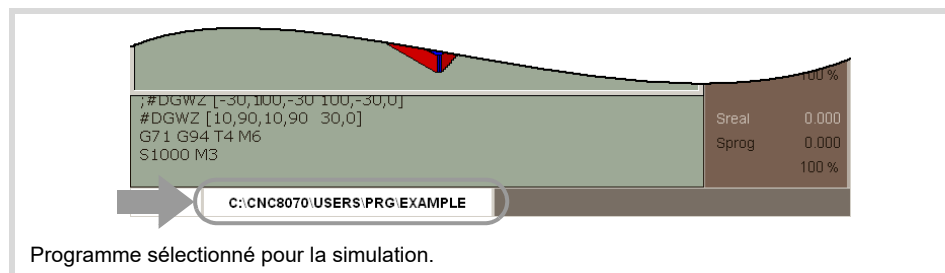 100 %
;#DGWZ [-30,100,-30 100,-30,0]
#DGWZ [10,90,10,90 30,0]
G71 G94 T4 M6
S1000 M3
Sreal 0.000
Sprog 0.000
100 %
C:\CNC8070\USERS\PRG\EXAMPLE
Programme sélectionné pour la simulation.